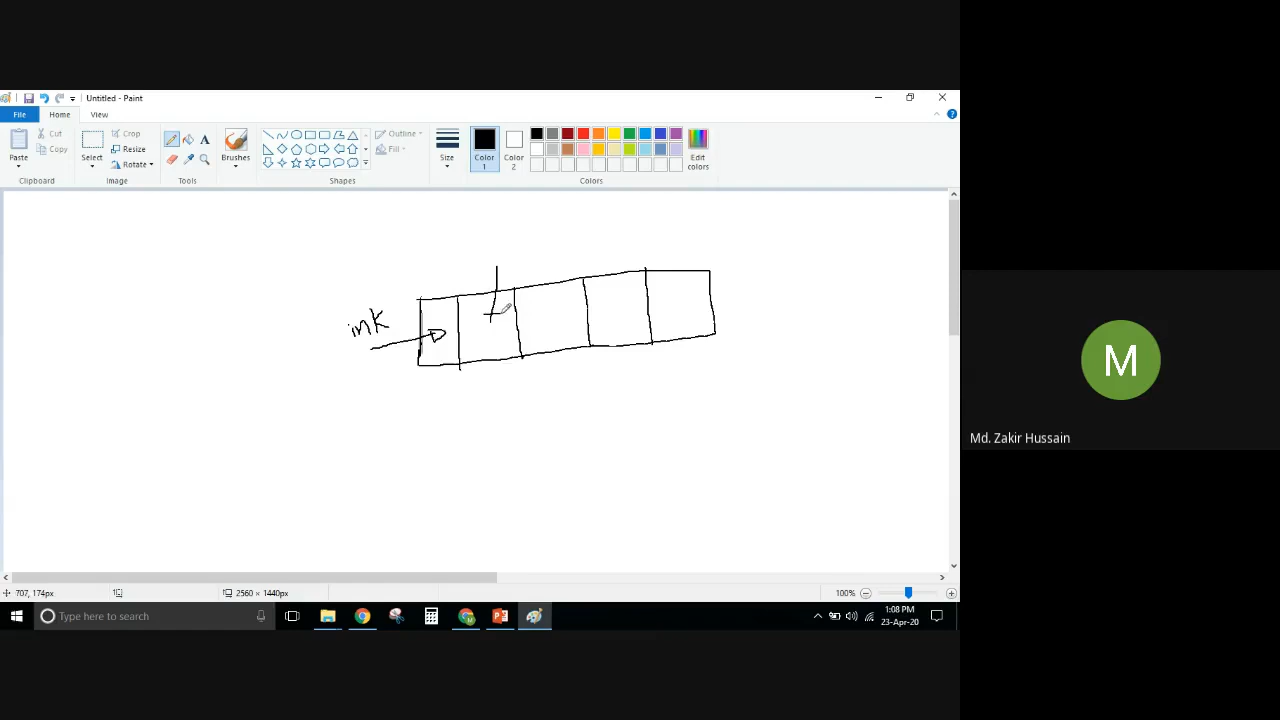 Untitled - Paint
File
Home
View
Paste
Cut
Copy
Clipboard
Select
Crop
Resize
Rotate
Image
A
Tools
Brushes
Outline
Fill
Shapes
Size
Color 1
Color 2
Edit colors
Colors
ink
707, 174px
2560 × 1440px
100%
Type here to search
1:08 PM
23-Apr-20
M
Md. Zakir Hussain